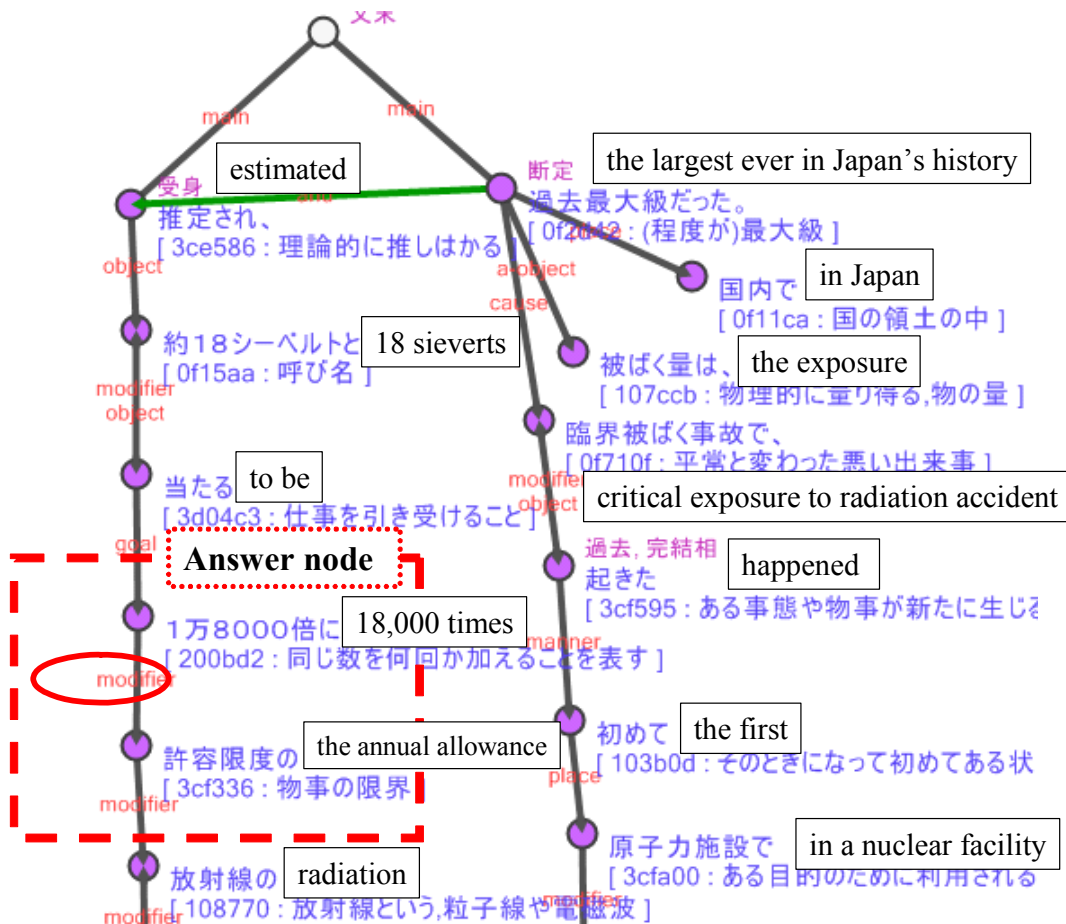 文末
main
main
estimated
受身
and
推定され、
[ 3ce586 : 理論的に推しはかる ]
断定
the largest ever in Japan's history
過去最大級だった。
[ 0f2d42 : (程度が)最大級 ]
place
a-object
cause
object
国内で
in Japan
[ 0f11ca : 国の領土の中 ]
約18シーベルトと
18 sieverts
[ 0f15aa : 呼び名 ]
被ばく量は、
the exposure
[ 107ccb : 物理的に量り得る,物の量 ]
modifier
object
臨界被ばく事故で、
[ 0f710f : 平常と変わった悪い出来事 ]
modifier
object
critical exposure to radiation accident
当たる
to be
[ 3d04c3 : 仕事を引き受けること ]
goal
Answer node
過去, 完結相
起きた
happened
[ 3cf595 : ある事態や物事が新たに生じる
1万8000倍に
18,000 times
[ 200bd2 : 同じ数を何回か加えることを表す ]
manner
modifier
許容限度の
the annual allowance
[ 3cf336 : 物事の限界 ]
modifier
初めて
the first
[ 103b0d : そのときになって初めてある状
place
放射線の
radiation
[ 108770 : 放射線という,粒子線や電磁波 ]
modifier
原子力施設で
in a nuclear facility
[ 3cfa00 : ある目的のために利用される
modifier